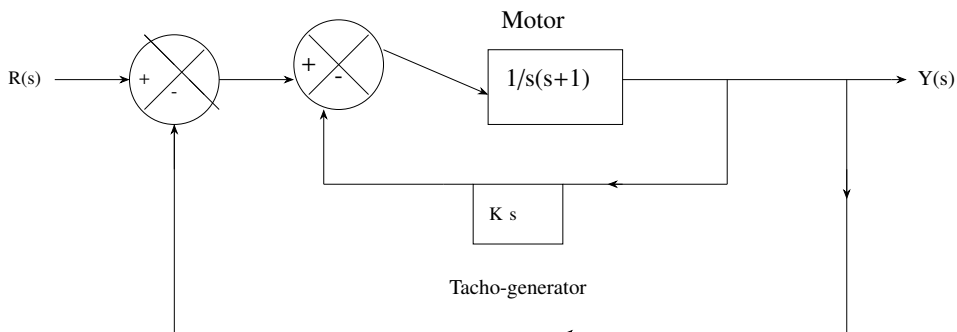 Motor
R(s)
+
-
+
-
1/s(s+1)
Y(s)
K s
Tacho-generator